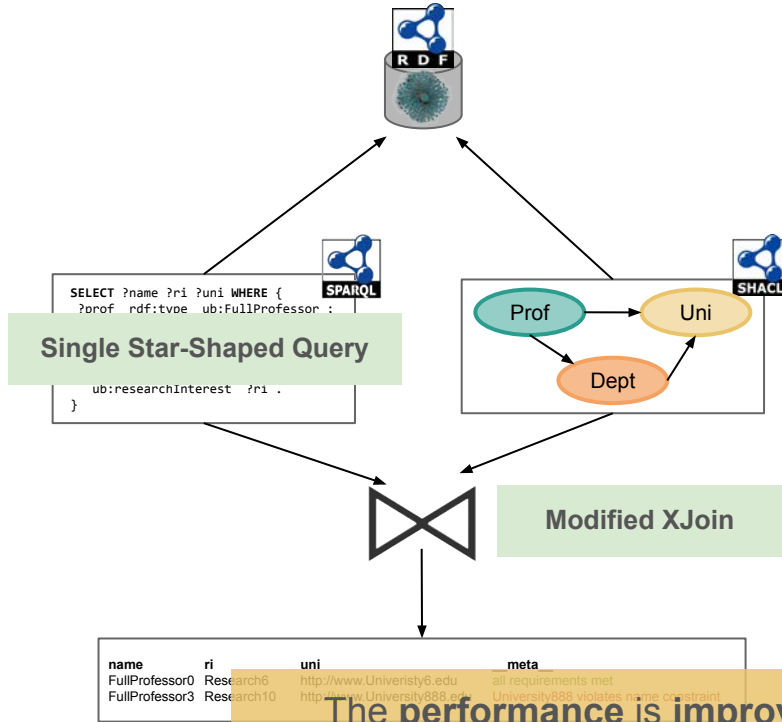 RDF
SPARQL
SELECT ?name ?ri ?uni WHERE {
?prof rdf:type ub:FullProfessor ;
Single Star-Shaped Query
ub:researchInterest ?ri .
}
SHACL
Prof
Uni
Dept
Modified XJoin
name ri uni __meta__
FullProfessor0 Research6 http://www.Univeristy6.edu all requirements met
FullProfessor3 Research10 http://www.University888.edu University888 violates name constraint
The performance is improv